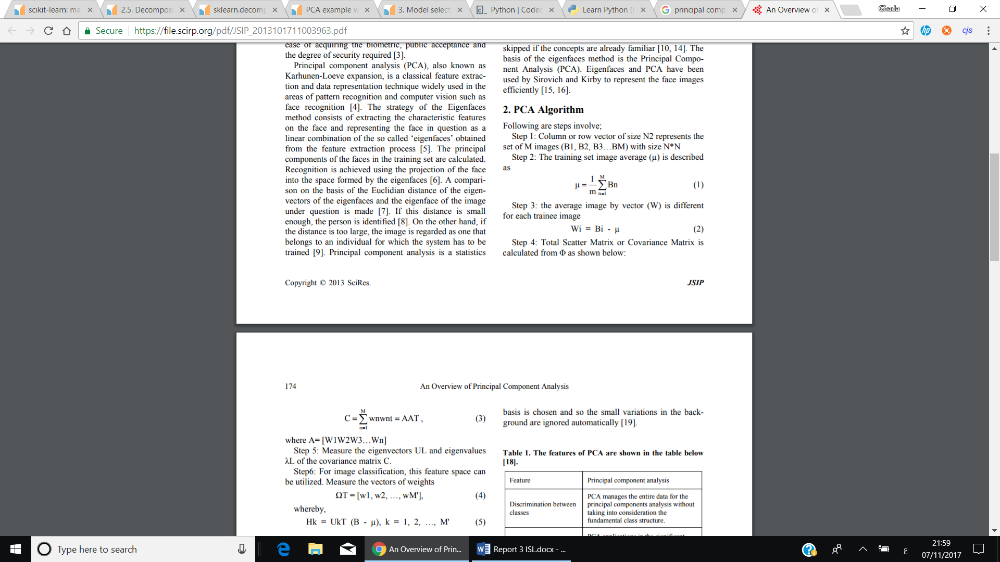 scikit-learn: ma
2.5. Decompos
sklearn.decomp
PCA example w
3. Model select
Python | Codec
Learn Python (
principal comp
An Overview of
Ghada
Secure
https://file.scirp.org/pdf/JSIP_2013101711003963.pdf
cjs
ease of acquiring the biometric, public acceptance and
the degree of security required [3].
Principal component analysis (PCA), also known as
Karhunen-Loeve expansion, is a classical feature extrac-
tion and data representation technique widely used in the
areas of pattern recognition and computer vision such as
face recognition [4]. The strategy of the Eigenfaces
method consists of extracting the characteristic features
on the face and representing the face in question as a
linear combination of the so called ‘eigenfaces’ obtained
from the feature extraction process [5]. The principal
components of the faces in the training set are calculated.
Recognition is achieved using the projection of the face
into the space formed by the eigenfaces [6]. A compari-
son on the basis of the Euclidian distance of the eigen-
vectors of the eigenfaces and the eigenface of the image
under question is made [7]. If this distance is small
enough, the person is identified [8]. On the other hand, if
the distance is too large, the image is regarded as one that
belongs to an individual for which the system has to be
trained [9]. Principal component analysis is a statistics
skipped if the concepts are already familiar [10, 14]. The
basis of the eigenfaces method is the Principal Compo-
nent Analysis (PCA). Eigenfaces and PCA have been
used by Sirovich and Kirby to represent the face images
efficiently [15, 16].
2. PCA Algorithm
Following are steps involve;
Step 1: Column or row vector of size N2 represents the
set of M images (B1, B2, B3…BM) with size N*N
Step 2: The training set image average (μ) is described
as
μ = 1/m M∑n=1 Bn (1)
Step 3: the average image by vector (W) is different
for each trainee image
Wi = Bi - μ (2)
Step 4: Total Scatter Matrix or Covariance Matrix is
calculated from Φ as shown below:
Copyright © 2013 SciRes.
JSIP
174
An Overview of Principal Component Analysis
C = M∑n=1 wnwnt = AAT , (3)
where A= [W1W2W3…Wn]
Step 5: Measure the eigenvectors UL and eigenvalues
λL of the covariance matrix C.
Step6: For image classification, this feature space can
be utilized. Measure the vectors of weights
ΩT = [w1, w2, …, wM'], (4)
whereby,
Hk = UkT (B - μ), k = 1, 2, …, M' (5)
basis is chosen and so the small variations in the back-
ground are ignored automatically [19].
Table 1. The features of PCA are shown in the table below
[18].
Feature
Principal component analysis
Discrimination between
classes
PCA manages the entire data for the
principal components analysis without
taking into consideration the
fundamental class structure.
PCA applications in the significant
Type here to search
An Overview of Prin...
Report 3 ISL.docx - ...
ع
21:59
07/11/2017